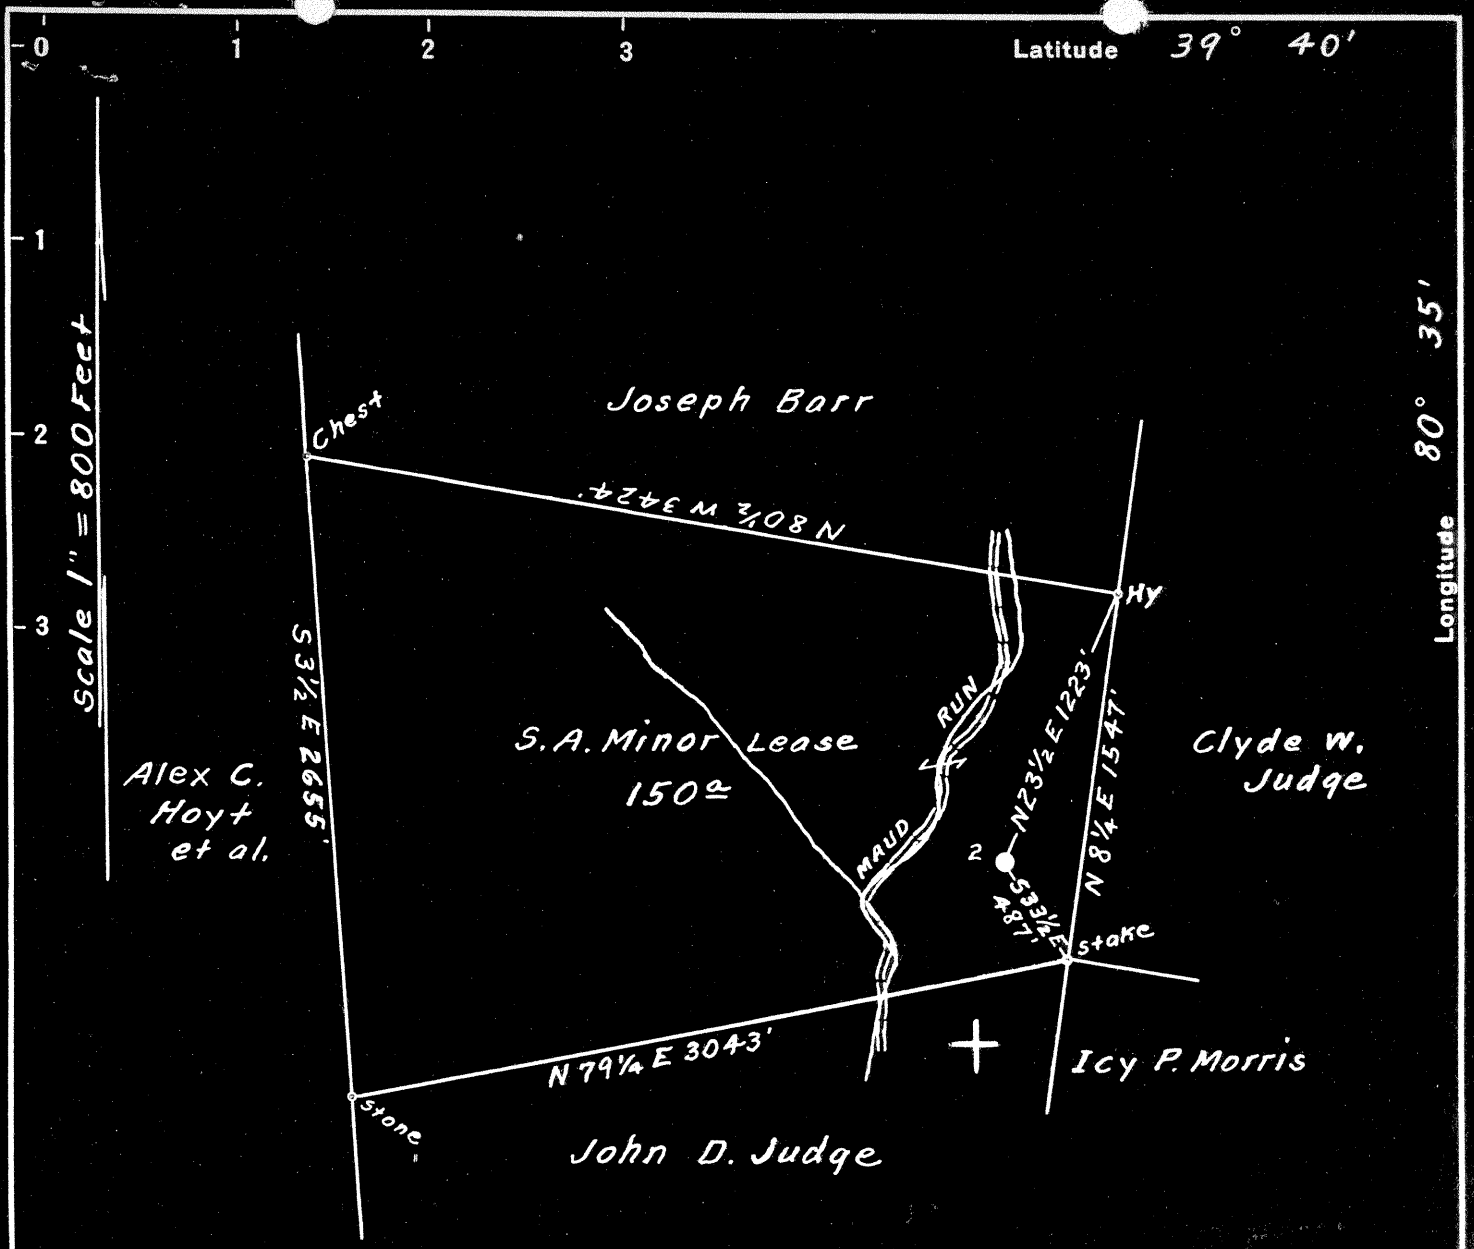 0 1 2 3 Latitude 39° 40'
1
2
3
Scale 1" = 800 Feet
80° 35'
Longitude
Joseph Barr
Chest
N 80½ W 3424'
Hy
S 3½ E 2655'
RUN
MAUD
N23½ E 1223'
N 8¼ E 1547'
S.A. Minor Lease
150 a
Clyde W.
Judge
Alex C.
Hoyt
et al.
2
S33½ E
487'
stake
N 79¼ E 3043'
Icy P. Morris
stone
John D. Judge